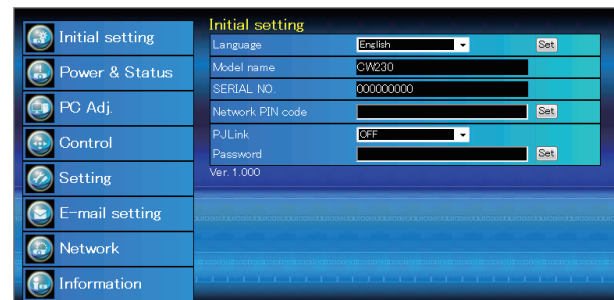 Initial setting
Power & Status
PC Adj.
Control
Setting
E-mail setting
Network
Information
Initial setting
Language English Set
Model name CW230
SERIAL NO. 000000000
Network PIN code Set
PJLink OFF
Password Set
Ver. 1.000